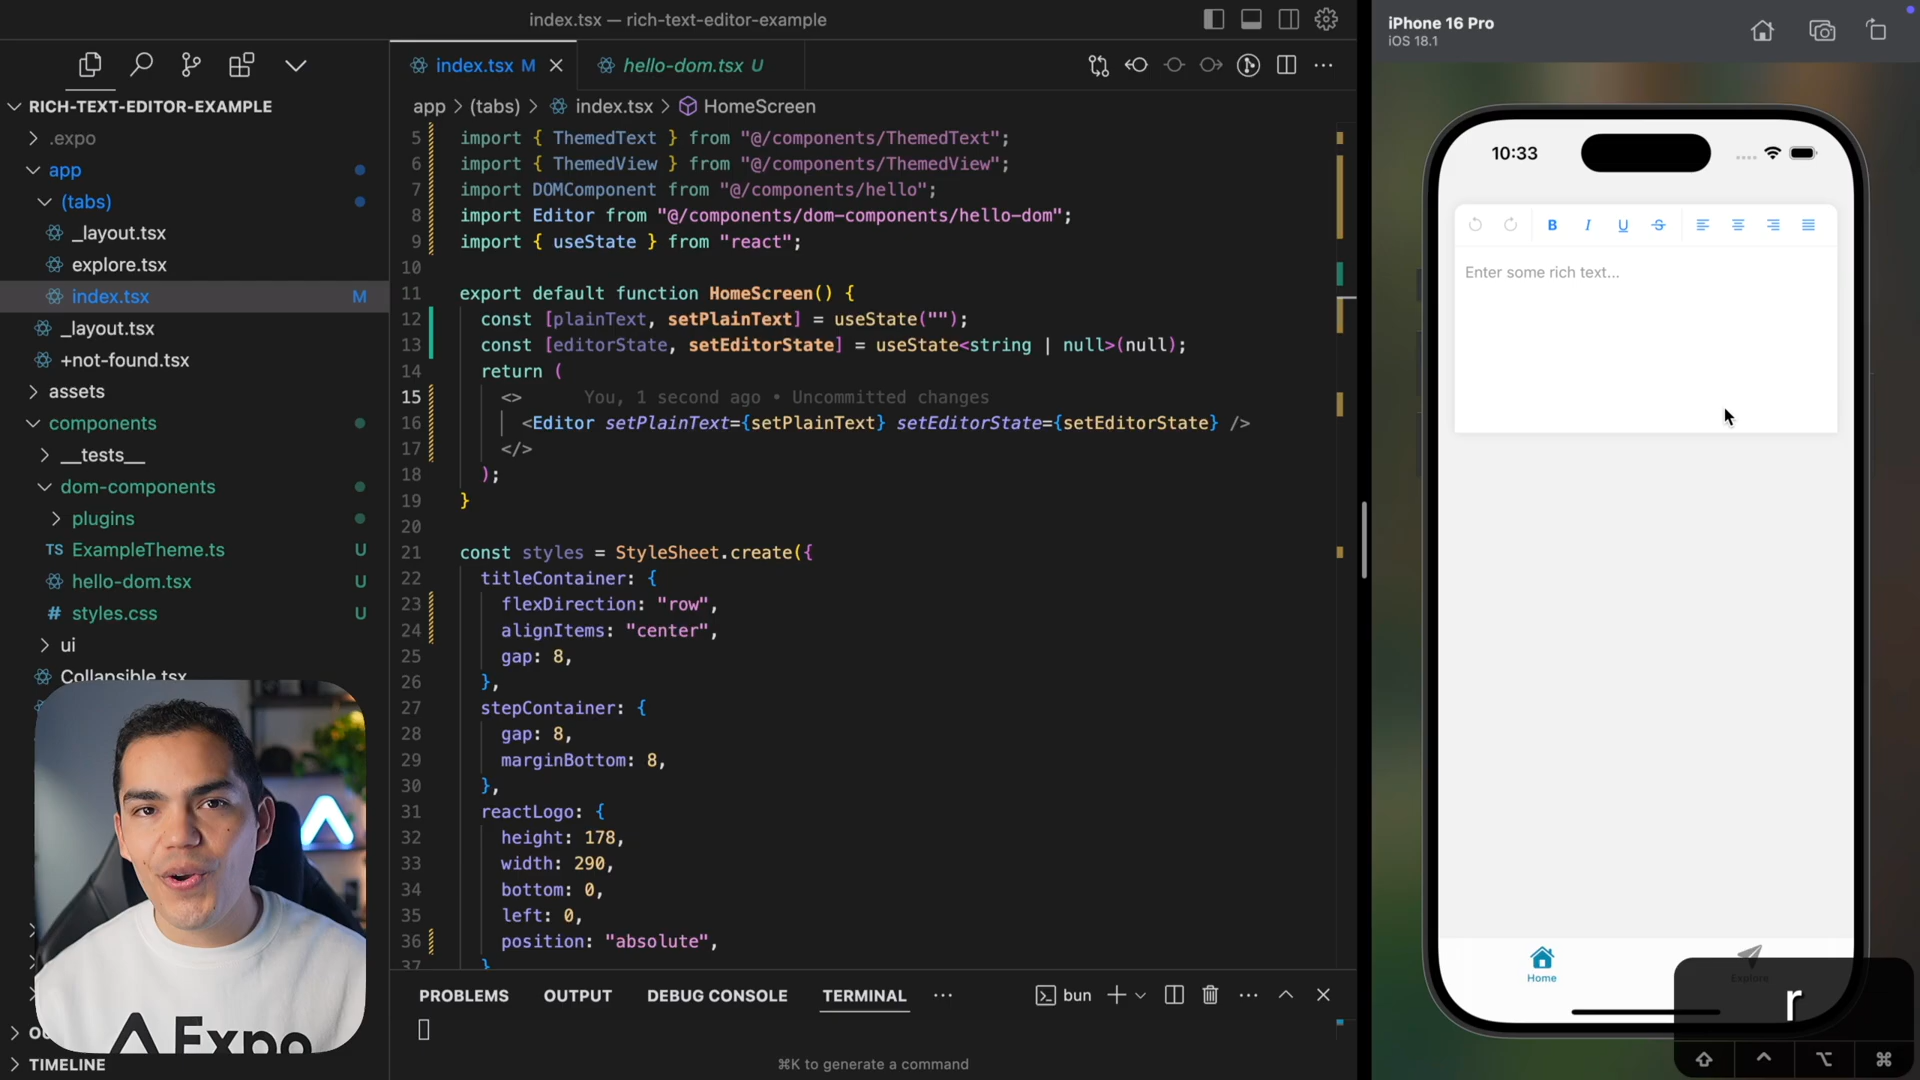 index.tsx — rich-text-editor-example
index.tsx M
hello-dom.tsx U
RICH-TEXT-EDITOR-EXAMPLE
.expo
app
(tabs)
_layout.tsx
explore.tsx
index.tsx M
_layout.tsx
+not-found.tsx
assets
components
__tests__
dom-components
plugins
TS ExampleTheme.ts U
hello-dom.tsx U
# styles.css U
ui
Collapsible.tsx
TIMELINE
Expo
app > (tabs) > index.tsx > HomeScreen
5 import { ThemedText } from "@/components/ThemedText";
6 import { ThemedView } from "@/components/ThemedView";
7 import DOMComponent from "@/components/hello";
8 import Editor from "@/components/dom-components/hello-dom";
9 import { useState } from "react";
10
11 export default function HomeScreen() {
12 const [plainText, setPlainText] = useState("");
13 const [editorState, setEditorState] = useState<string | null>(null);
14 return (
15 <> You, 1 second ago • Uncommitted changes
16 <Editor setPlainText={setPlainText} setEditorState={setEditorState} />
17 </>
18 );
19 }
20
21 const styles = StyleSheet.create({
22 titleContainer: {
23 flexDirection: "row",
24 alignItems: "center",
25 gap: 8,
26 },
27 stepContainer: {
28 gap: 8,
29 marginBottom: 8,
30 },
31 reactLogo: {
32 height: 178,
33 width: 290,
34 bottom: 0,
35 left: 0,
36 position: "absolute",
37 }
PROBLEMS OUTPUT DEBUG CONSOLE TERMINAL
bun
⌘K to generate a command
iPhone 16 Pro
iOS 18.1
10:33
B I U S
Enter some rich text...
Home
Explore
r